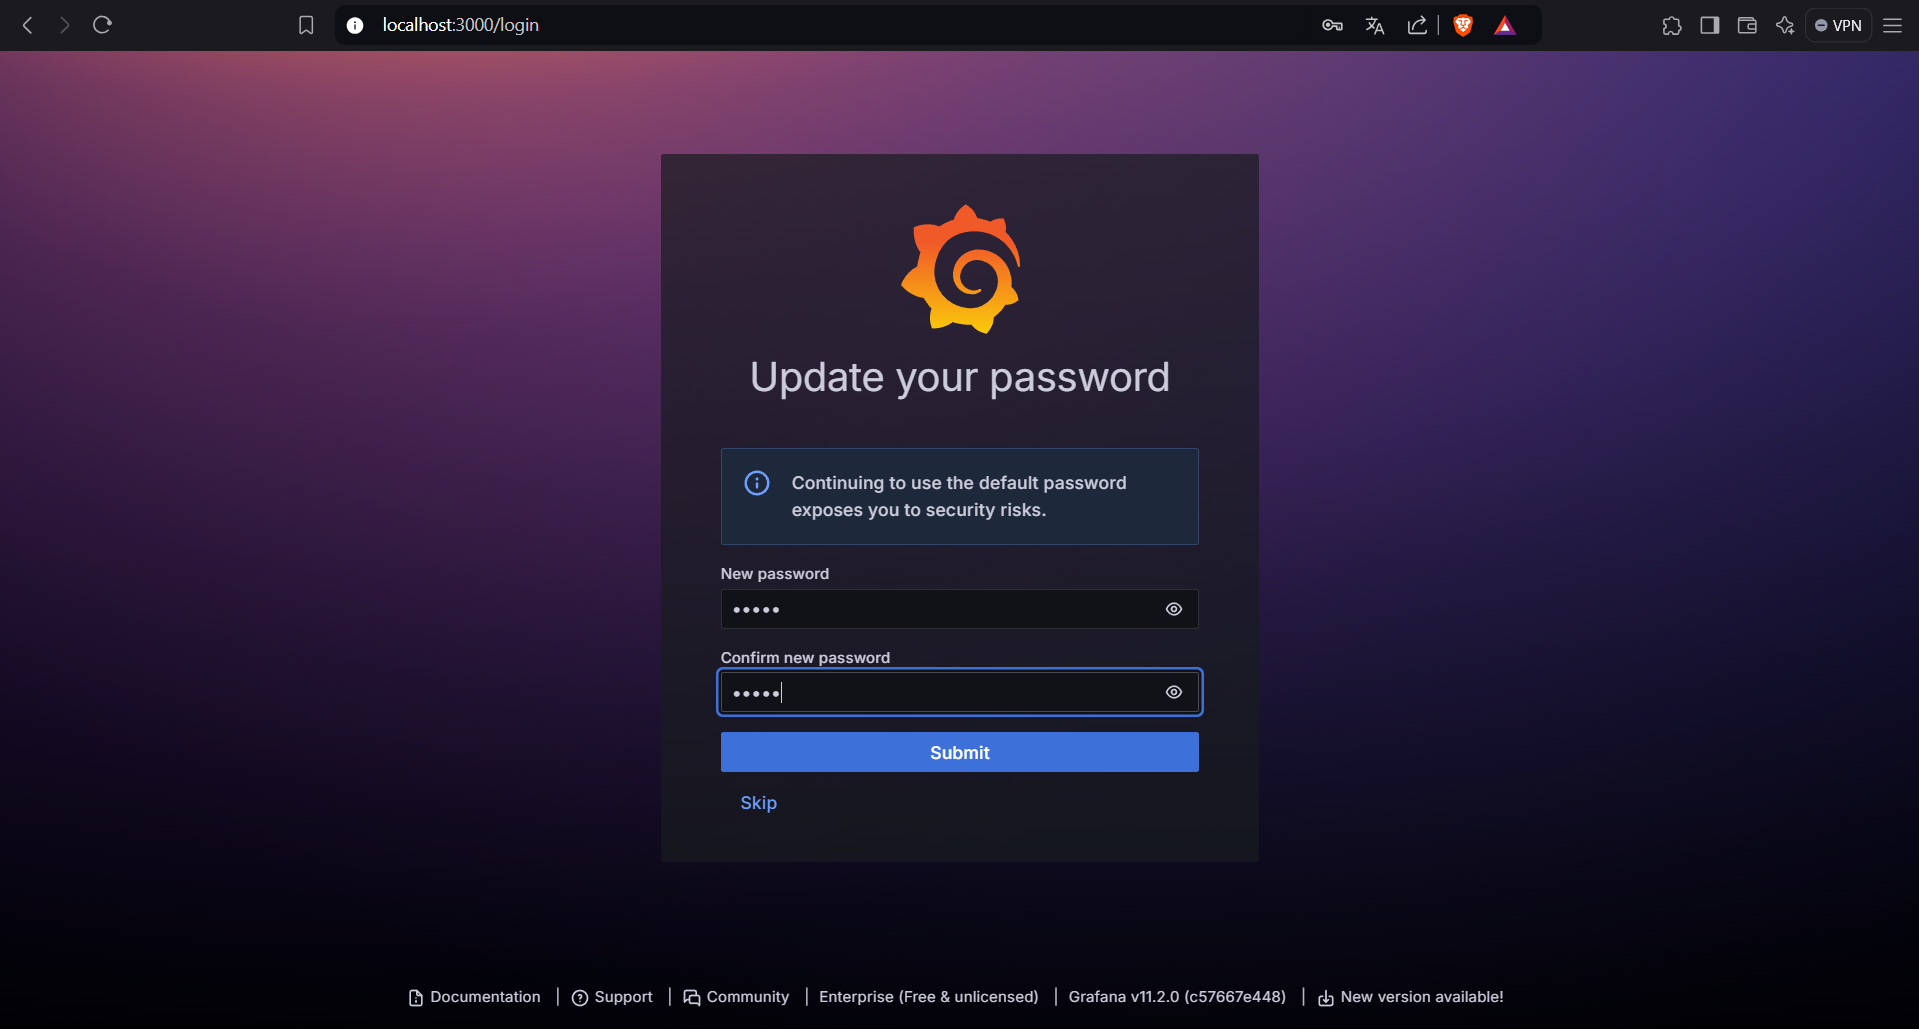 localhost:3000/login
VPN
Update your password
Continuing to use the default password
exposes you to security risks.
New password
•••••
Confirm new password
•••••
Submit
Skip
Documentation | Support | Community | Enterprise (Free & unlicensed) | Grafana v11.2.0 (c57667e448) | New version available!